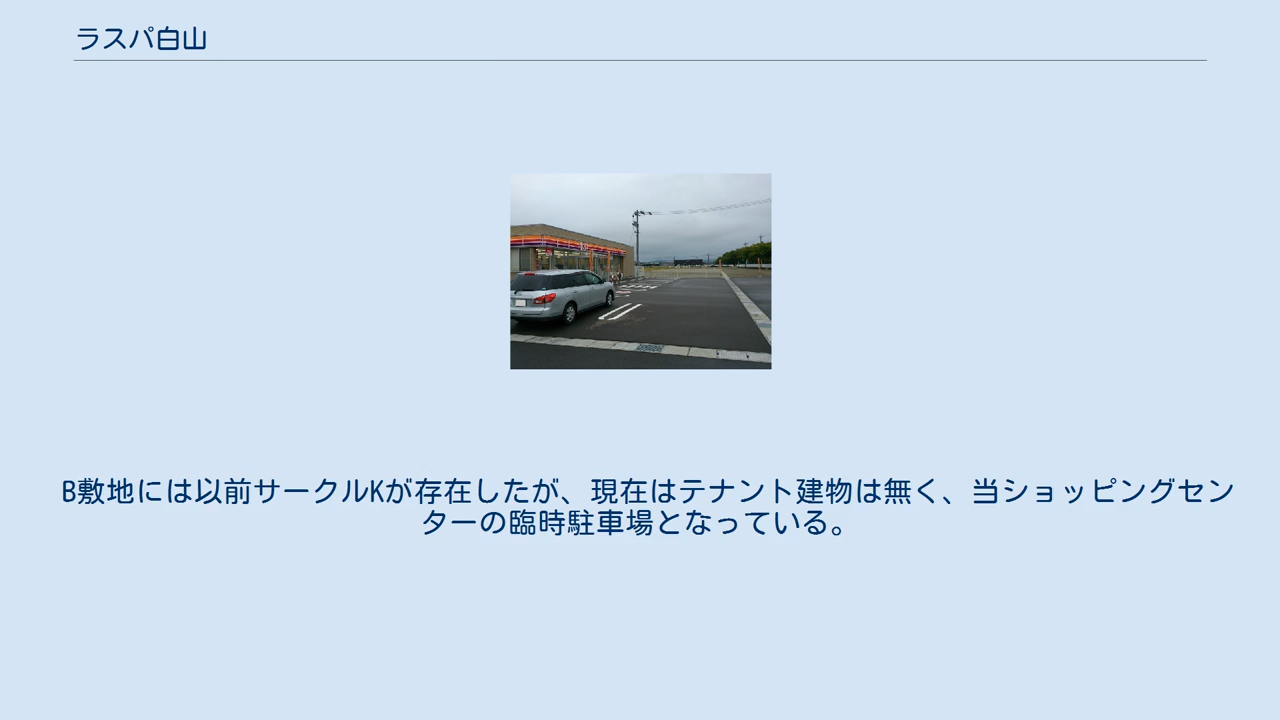 ラスパ白山
B敷地には以前サークルKが存在したが、現在はテナント建物は無く、当ショッピングセン
ターの臨時駐車場となっている。